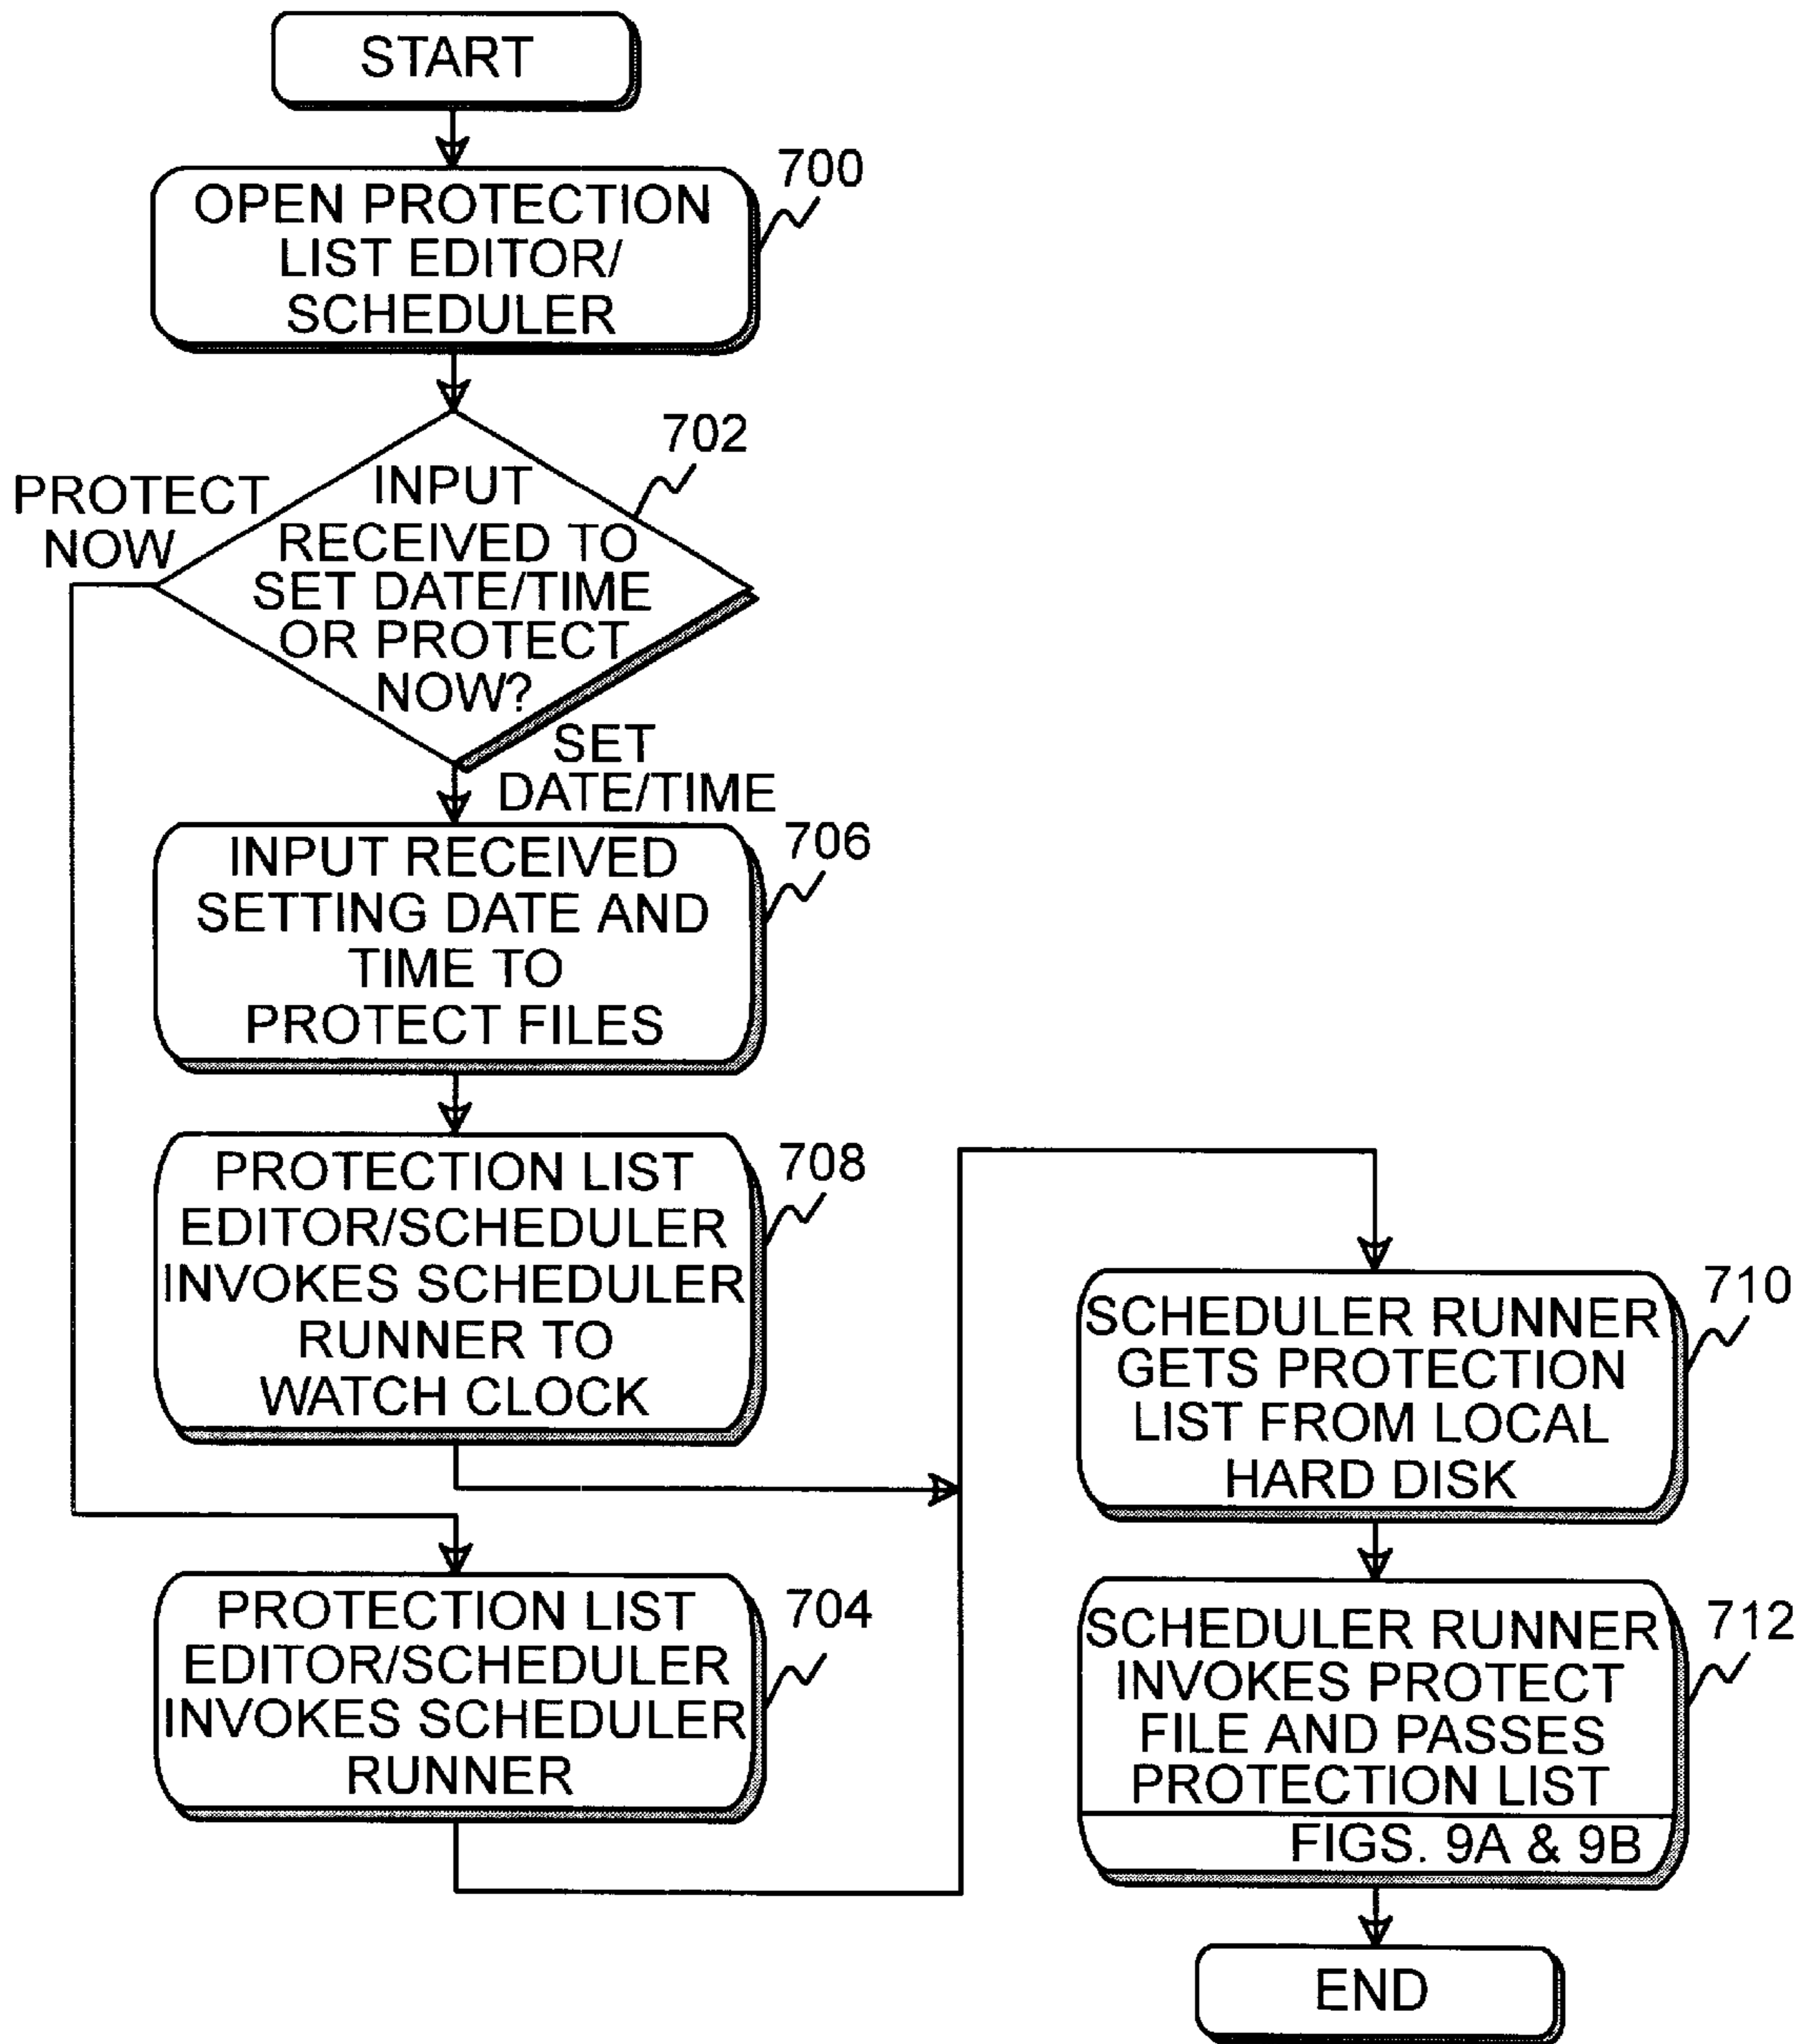 START
700
OPEN PROTECTION
LIST EDITOR/
SCHEDULER
702
PROTECT
NOW
INPUT
RECEIVED TO
SET DATE/TIME
OR PROTECT
NOW?
SET
DATE/TIME
706
INPUT RECEIVED
SETTING DATE AND
TIME TO
PROTECT FILES
708
PROTECTION LIST
EDITOR/SCHEDULER
INVOKES SCHEDULER
RUNNER TO
WATCH CLOCK
704
PROTECTION LIST
EDITOR/SCHEDULER
INVOKES SCHEDULER
RUNNER
710
SCHEDULER RUNNER
GETS PROTECTION
LIST FROM LOCAL
HARD DISK
712
SCHEDULER RUNNER
INVOKES PROTECT
FILE AND PASSES
PROTECTION LIST
FIGS. 9A & 9B
END